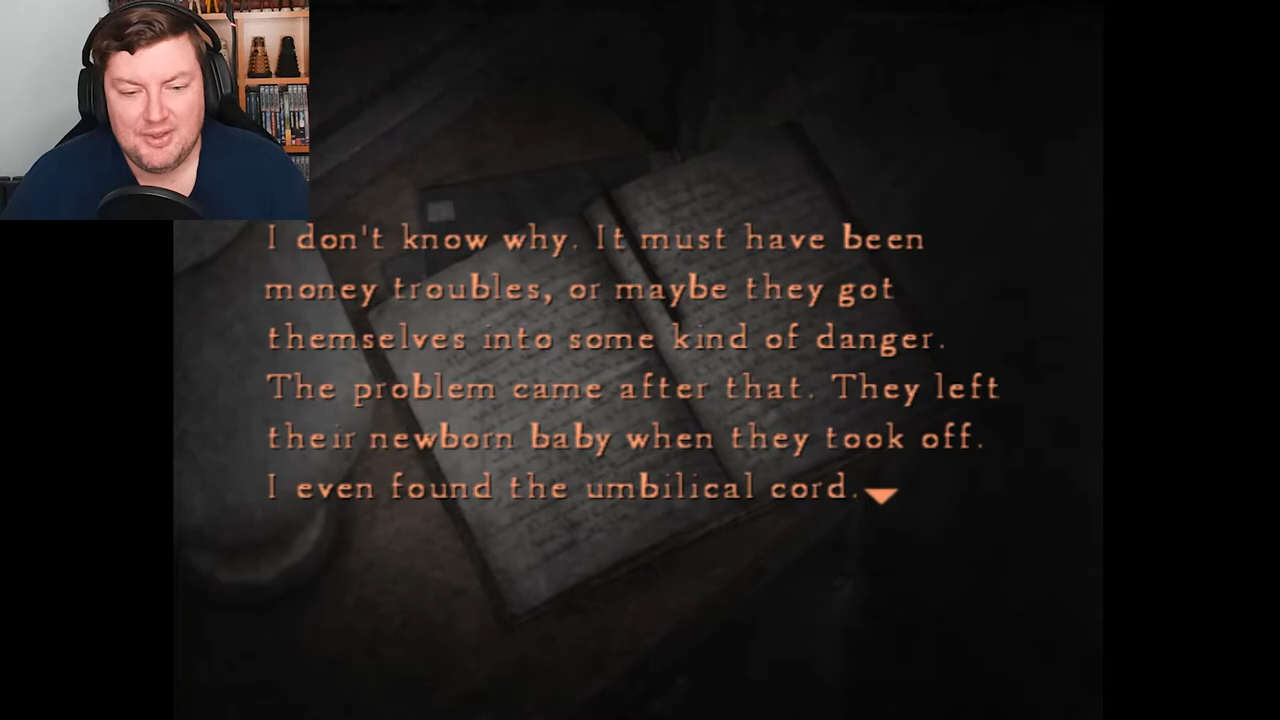 I don't know why. It must have been
money troubles, or maybe they got
themselves into some kind of danger.
The problem came after that. They left
their newborn baby when they took off.
I even found the umbilical cord.